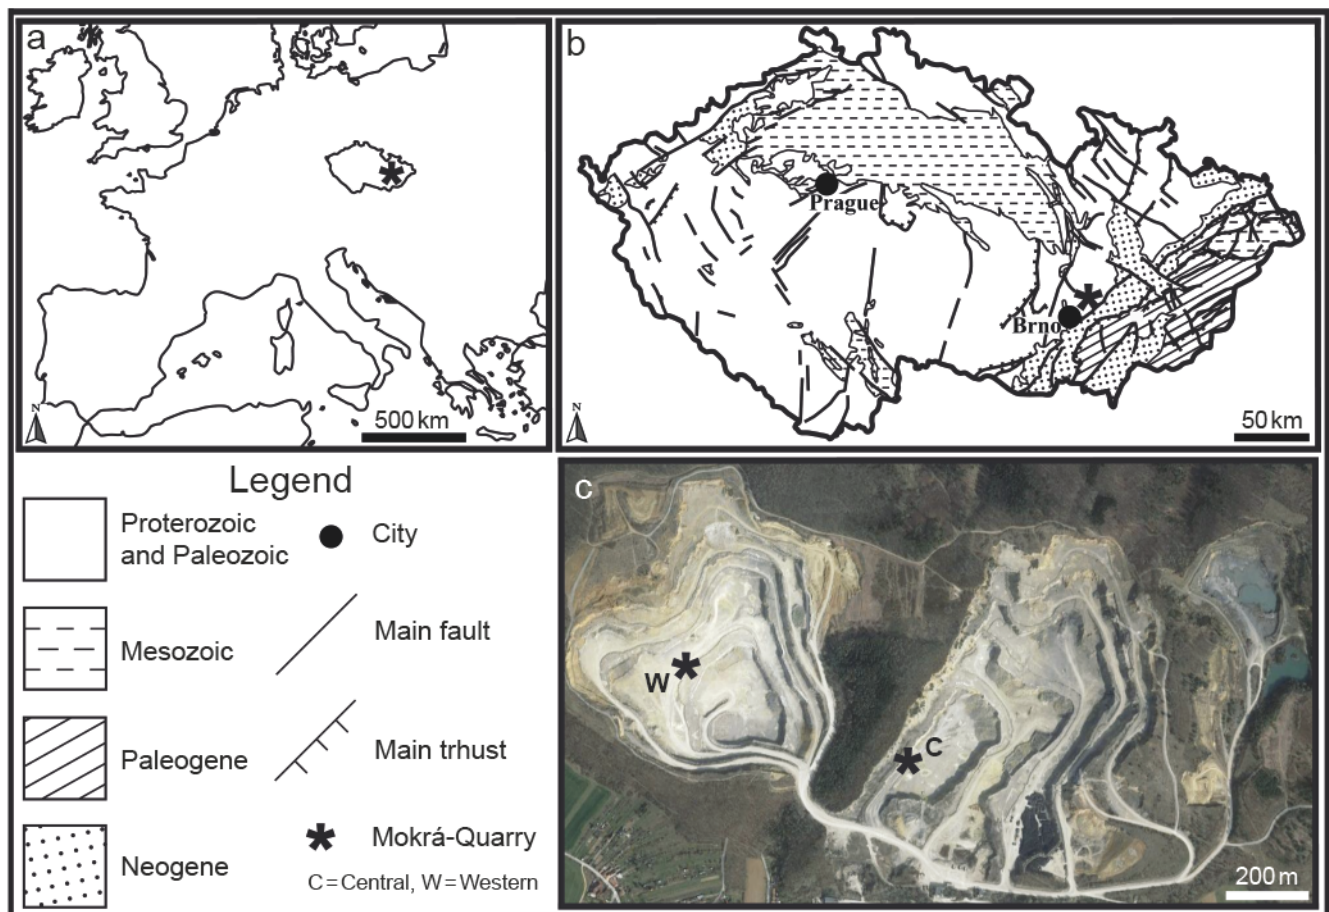 a
N
500 km
b
Prague
Brno
N
50 km
Legend
Proterozoic
and Paleozoic
City
Mesozoic
Main fault
Paleogene
Main trhust
Neogene
Mokrá-Quarry
C=Central, W=Western
c
W
C
200 m